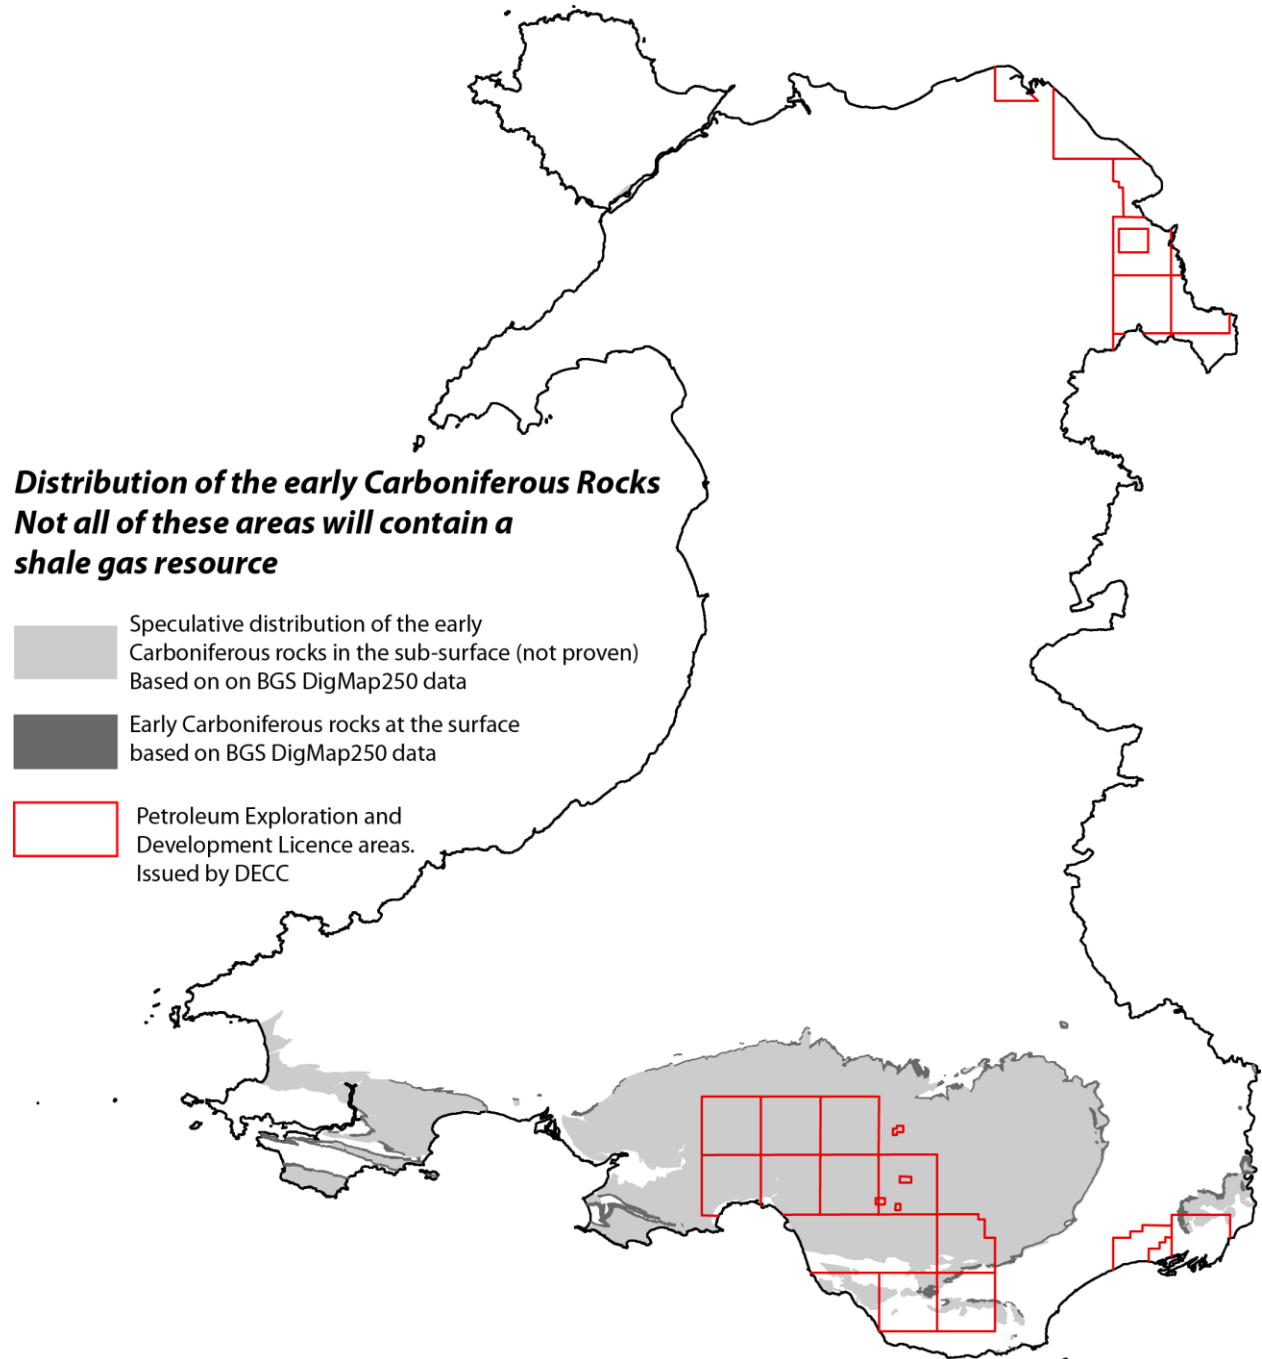 Distribution of the early Carboniferous Rocks
Not all of these areas will contain a
shale gas resource
Speculative distribution of the early
Carboniferous rocks in the sub-surface (not proven)
Based on on BGS DigMap250 data
Early Carboniferous rocks at the surface
based on BGS DigMap250 data
Petroleum Exploration and
Development Licence areas.
Issued by DECC